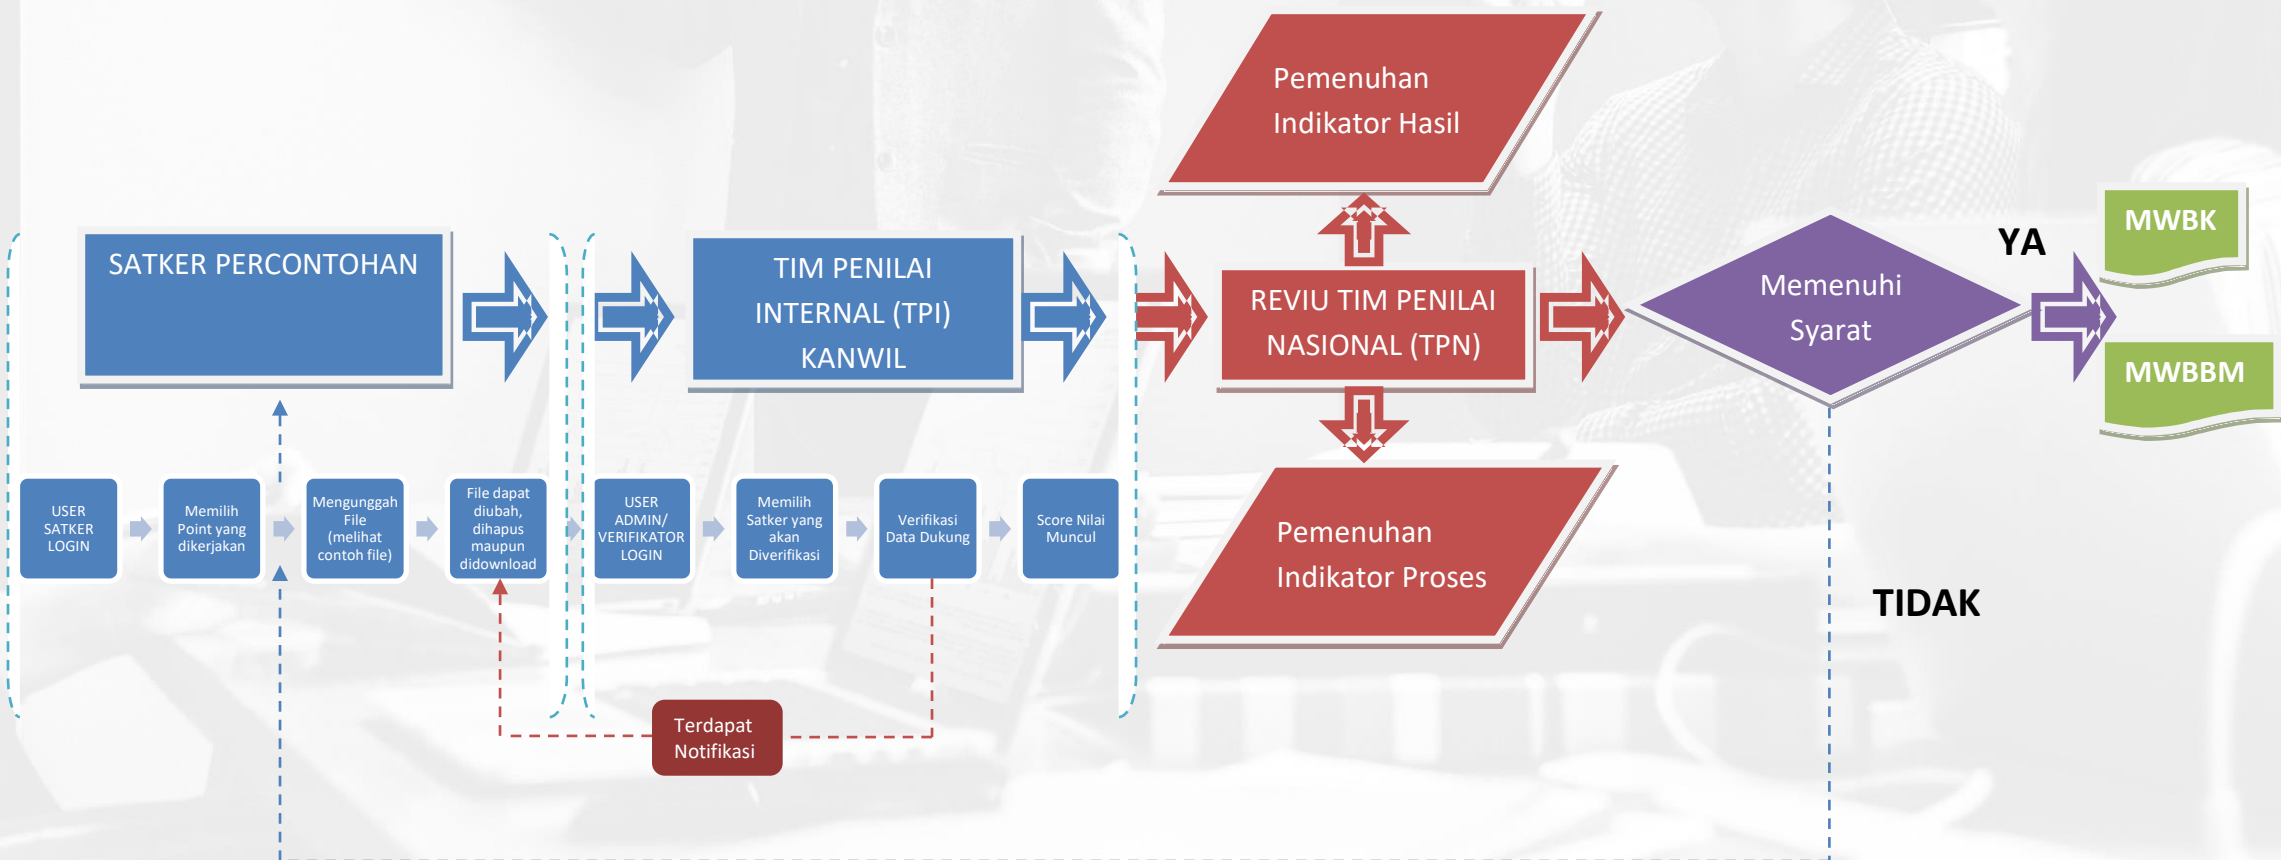 Pemenuhan
Indikator Hasil
SATKER PERCONTOHAN
TIM PENILAI
INTERNAL (TPI)
KANWIL
REVIU TIM PENILAI
NASIONAL (TPN)
Memenuhi
Syarat
YA
MWBK
MWBBM
USER
SATKER
LOGIN
Memilih
Point yang
dikerjakan
Mengunggah
File
(melihat
contoh file)
File dapat
diubah,
dihapus
maupun
didownload
USER
ADMIN/
VERIFIKATOR
LOGIN
Memilih
Satker yang
akan
Diverifikasi
Verifikasi
Data Dukung
Score Nilai
Muncul
Pemenuhan
Indikator Proses
TIDAK
Terdapat
Notifikasi